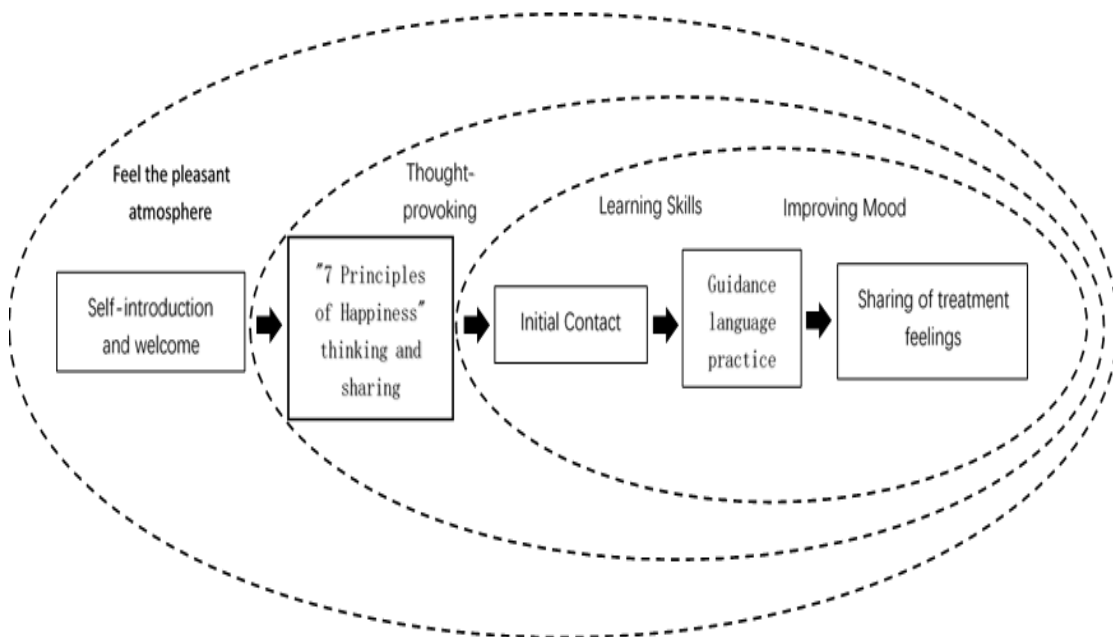 Feel the pleasant
atmosphere
Thought-
provoking
Learning Skills
Improving Mood
Self-introduction
and welcome
"7 Principles
of Happiness"
thinking and
sharing
Initial Contact
Guidance
language
practice
Sharing of treatment
feelings